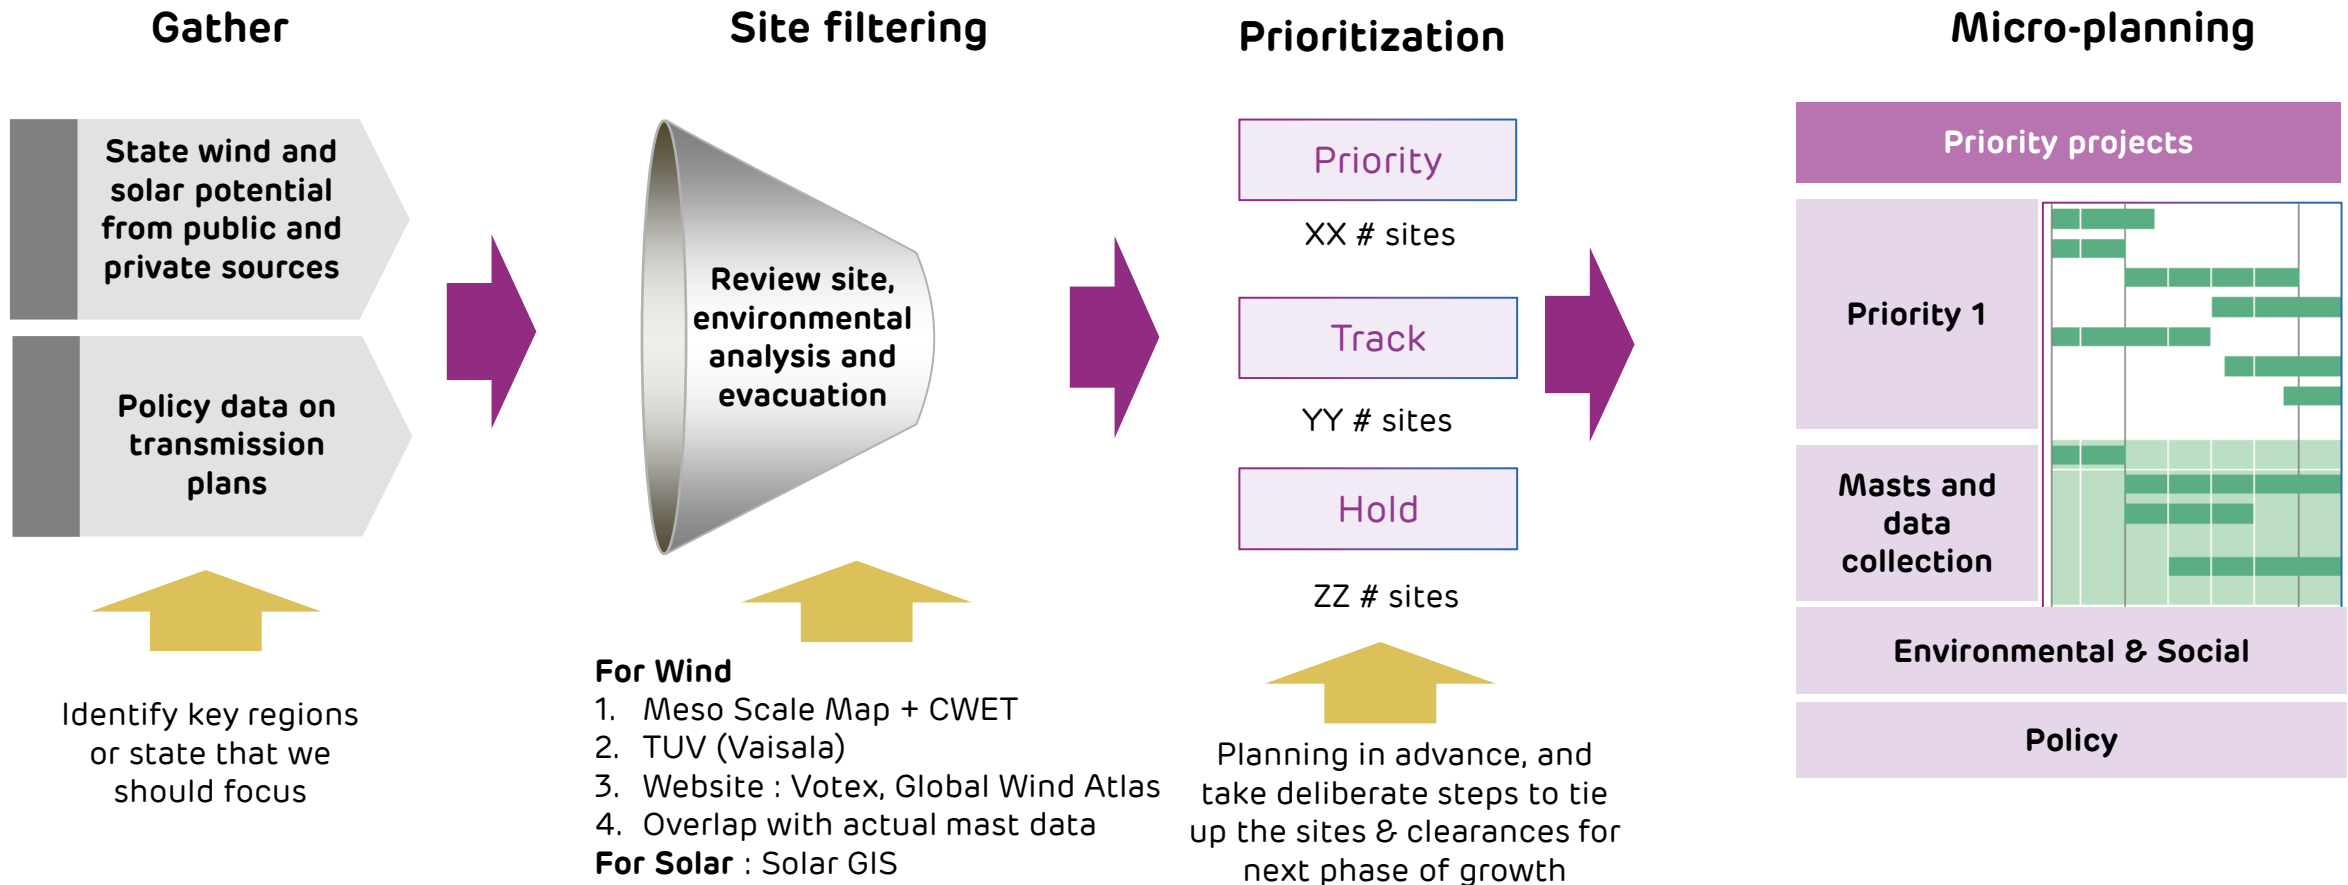 Gather
State wind and
solar potential
from public and
private sources
Policy data on
transmission
plans
Identify key regions
or state that we
should focus
Site filtering
Review site,
environmental
analysis and
evacuation
For Wind
1. Meso Scale Map + CWET
2. TUV (Vaisala)
3. Website : Votex, Global Wind Atlas
4. Overlap with actual mast data
For Solar : Solar GIS
Prioritization
Priority
XX # sites
Track
YY # sites
Hold
ZZ # sites
Planning in advance, and
take deliberate steps to tie
up the sites & clearances for
next phase of growth
Micro-planning
Priority projects
Priority 1
Masts and
data
collection
Environmental & Social
Policy